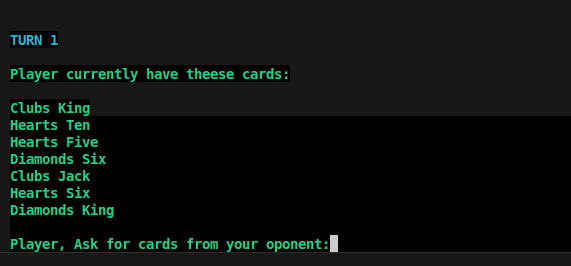 TURN 1
Player currently have theese cards:
Clubs King
Hearts Ten
Hearts Five
Diamonds Six
Clubs Jack
Hearts Six
Diamonds King
Player, Ask for cards from your oponent: